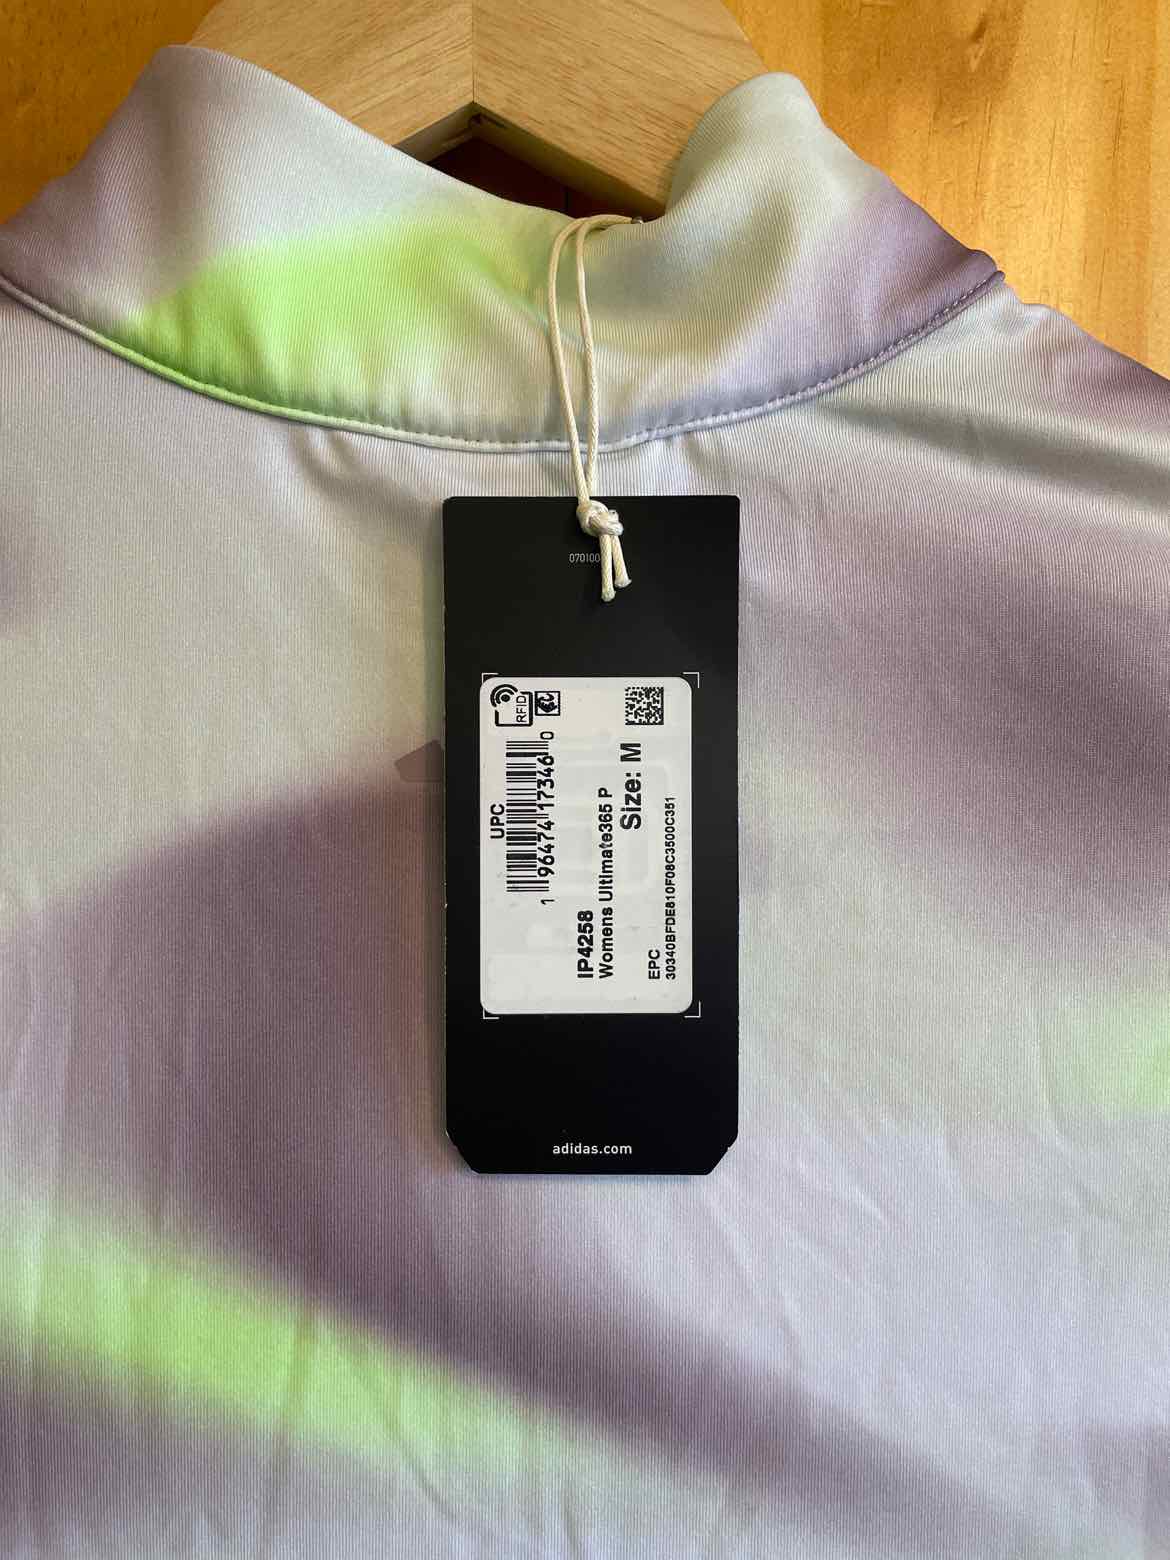 070100
RFID
UPC
1 96474 17346 0
IP4258
Womens Ultimate365 P
Size: M
EPC
30340BFDE810F08C3500C351
adidas.com